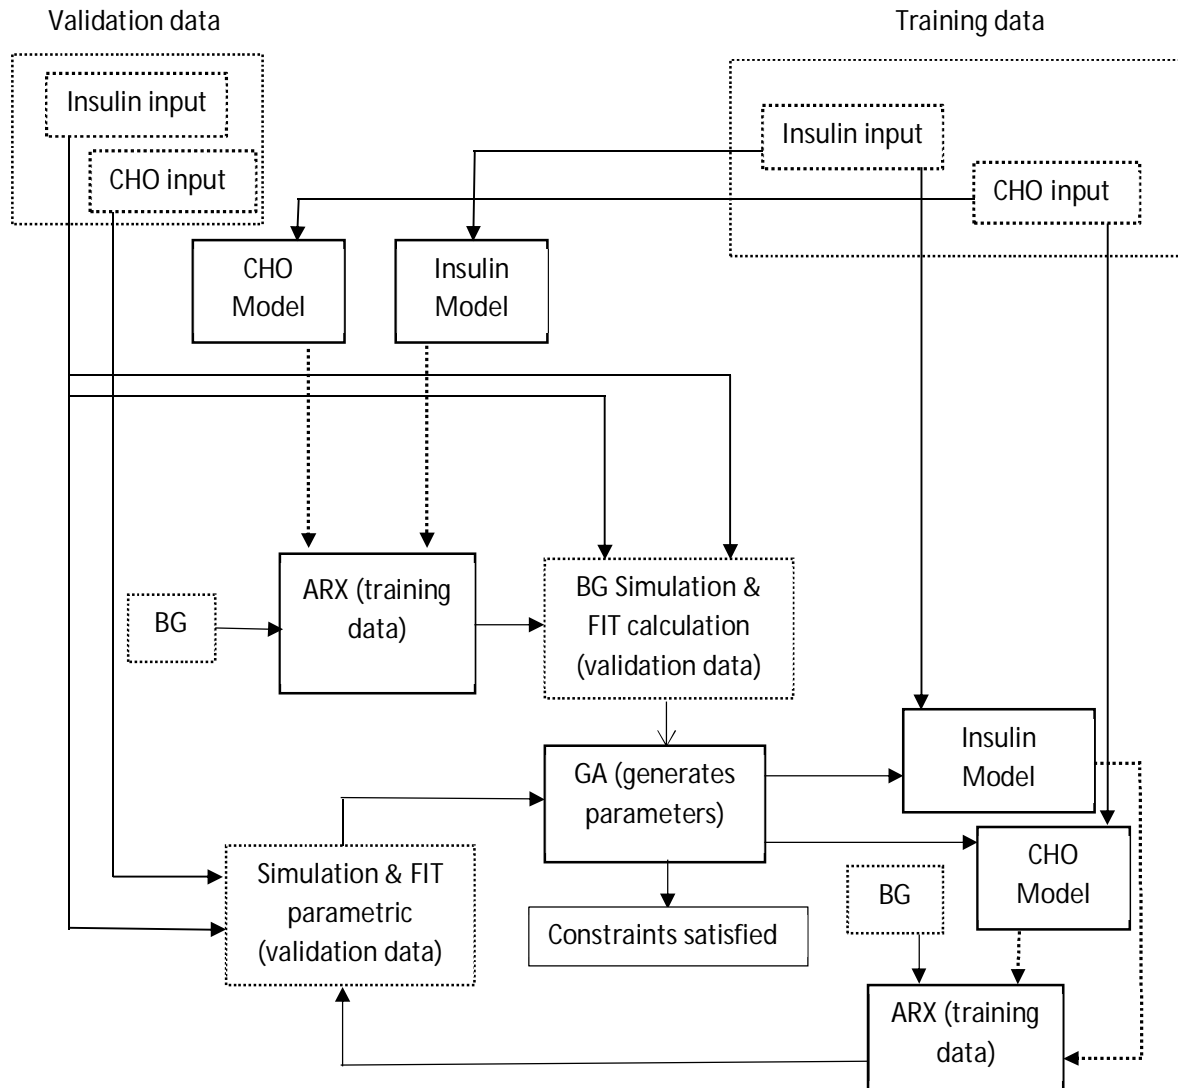 Validation data
Training data
Insulin input
CHO input
Insulin input
CHO input
CHO
Model
Insulin
Model
BG
ARX (training
data)
BG Simulation &
FIT calculation
(validation data)
GA (generates
parameters)
Insulin
Model
CHO
Model
Simulation & FIT
parametric
(validation data)
BG
Constraints satisfied
ARX (training
data)